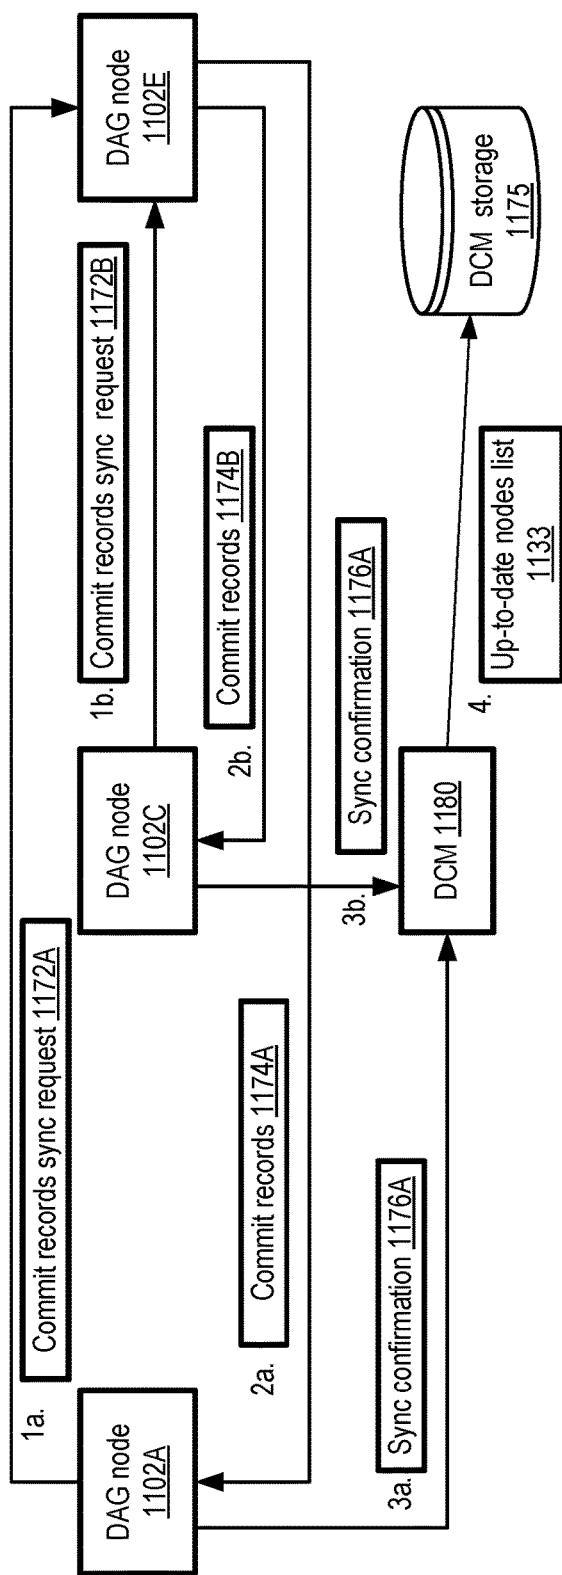 1a.
Commit records sync request 1172A
DAG node
1102A
DAG node
1102C
DAG node
1102E
1b.
Commit records sync request 1172B
2b.
Commit records 1174B
2a.
Commit records 1174A
3b.
Sync confirmation 1176A
3a.
Sync confirmation 1176A
DCM 1180
DCM storage
1175
4.
Up-to-date nodes list
1133